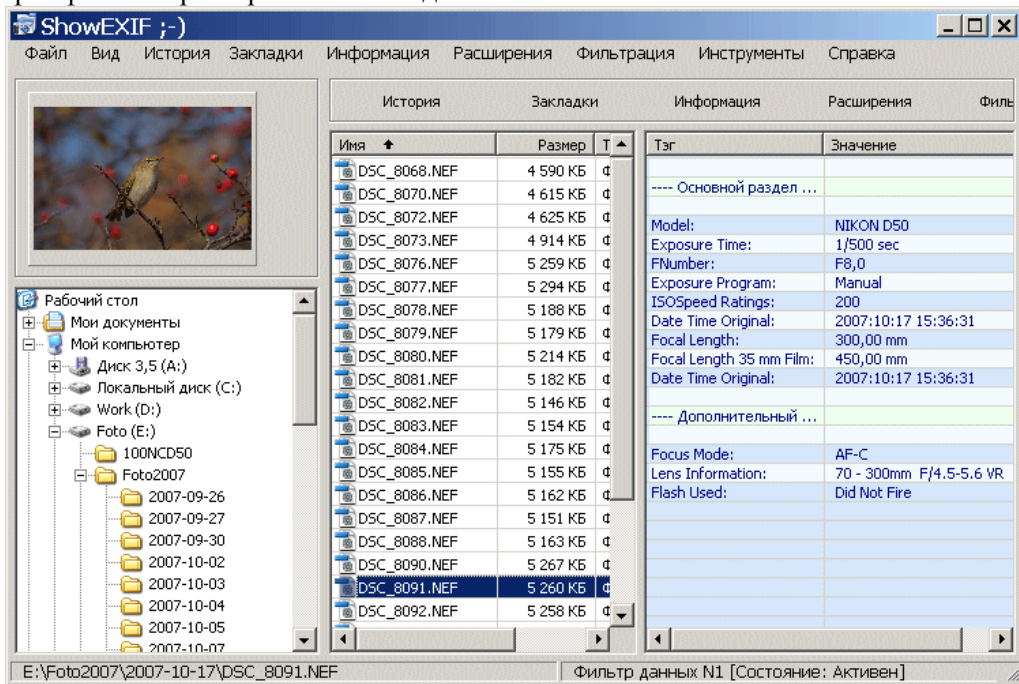 ShowEXIF ;-)
Файл Вид История Закладки Информация Расширения Фильтрация Инструменты Справка
История Закладки Информация Расширения Филь
Имя Размер Т
DSC_8068.NEF 4 590 КБ Ф
DSC_8070.NEF 4 615 КБ Ф
DSC_8072.NEF 4 625 КБ Ф
DSC_8073.NEF 4 914 КБ Ф
DSC_8076.NEF 5 259 КБ Ф
DSC_8077.NEF 5 294 КБ Ф
DSC_8078.NEF 5 188 КБ Ф
DSC_8079.NEF 5 179 КБ Ф
DSC_8080.NEF 5 214 КБ Ф
DSC_8081.NEF 5 182 КБ Ф
DSC_8082.NEF 5 146 КБ Ф
DSC_8083.NEF 5 154 КБ Ф
DSC_8084.NEF 5 175 КБ Ф
DSC_8085.NEF 5 155 КБ Ф
DSC_8086.NEF 5 162 КБ Ф
DSC_8087.NEF 5 151 КБ Ф
DSC_8088.NEF 5 163 КБ Ф
DSC_8090.NEF 5 267 КБ Ф
DSC_8091.NEF 5 260 КБ Ф
DSC_8092.NEF 5 258 КБ Ф
Тэг Значение
---- Основной раздел ...
Model: NIKON D50
Exposure Time: 1/500 sec
FNumber: F8,0
Exposure Program: Manual
ISOSpeed Ratings: 200
Date Time Original: 2007:10:17 15:36:31
Focal Length: 300,00 mm
Focal Length 35 mm Film: 450,00 mm
Date Time Original: 2007:10:17 15:36:31
---- Дополнительный ...
Focus Mode: AF-C
Lens Information: 70 - 300mm F/4.5-5.6 VR
Flash Used: Did Not Fire
Рабочий стол
Мои документы
Мой компьютер
Диск 3,5 (A:)
Локальный диск (C:)
Work (D:)
Foto (E:)
100NCD50
Foto2007
2007-09-26
2007-09-27
2007-09-30
2007-10-02
2007-10-03
2007-10-04
2007-10-05
2007-10-07
E:\Foto2007\2007-10-17\DSC_8091.NEF
Фильтр данных N1 [Состояние: Активен]